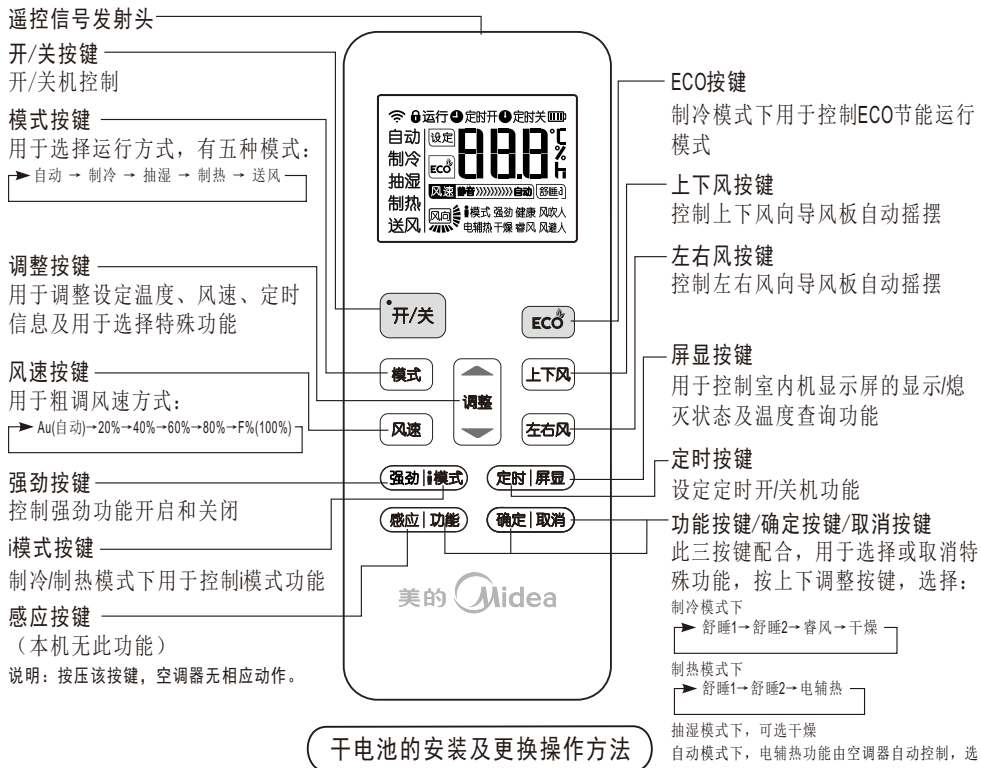 遥控信号发射头
开/关按键
开/关机控制
模式按键
用于选择运行方式，有五种模式：
自动 → 制冷 → 抽湿 → 制热 → 送风
调整按键
用于调整设定温度、风速、定时
信息及用于选择特殊功能
风速按键
用于粗调风速方式：
Au(自动)→20%→40%→60%→80%→F%(100%)
强劲按键
控制强劲功能开启和关闭
i模式按键
制冷/制热模式下用于控制i模式功能
感应按键
（本机无此功能）
说明：按压该按键，空调器无相应动作。
运行 定时开 定时关
自动 设定 88.8 ℃
制冷 ECO % h
抽湿 风速 静音 》》》》》》》》》 自动 舒睡
制热 风向 i模式 强劲 健康 风吹人
送风 电辅热 干燥 睿风 风避人
开/关
ECO
模式
上下风
调整
风速
左右风
强劲 | i模式
定时 | 屏显
感应 | 功能
确定 | 取消
美的 Midea
ECO按键
制冷模式下用于控制ECO节能运行
模式
上下风按键
控制上下风向导风板自动摇摆
左右风按键
控制左右风向导风板自动摇摆
屏显按键
用于控制室内机显示屏的显示/熄
灭状态及温度查询功能
定时按键
设定定时开/关机功能
功能按键/确定按键/取消按键
此三按键配合，用于选择或取消特
殊功能，按上下调整按键，选择：
制冷模式下
舒睡1→舒睡2→睿风→干燥
制热模式下
舒睡1→舒睡2→电辅热
抽湿模式下，可选干燥
自动模式下，电辅热功能由空调器自动控制，选
干电池的安装及更换操作方法